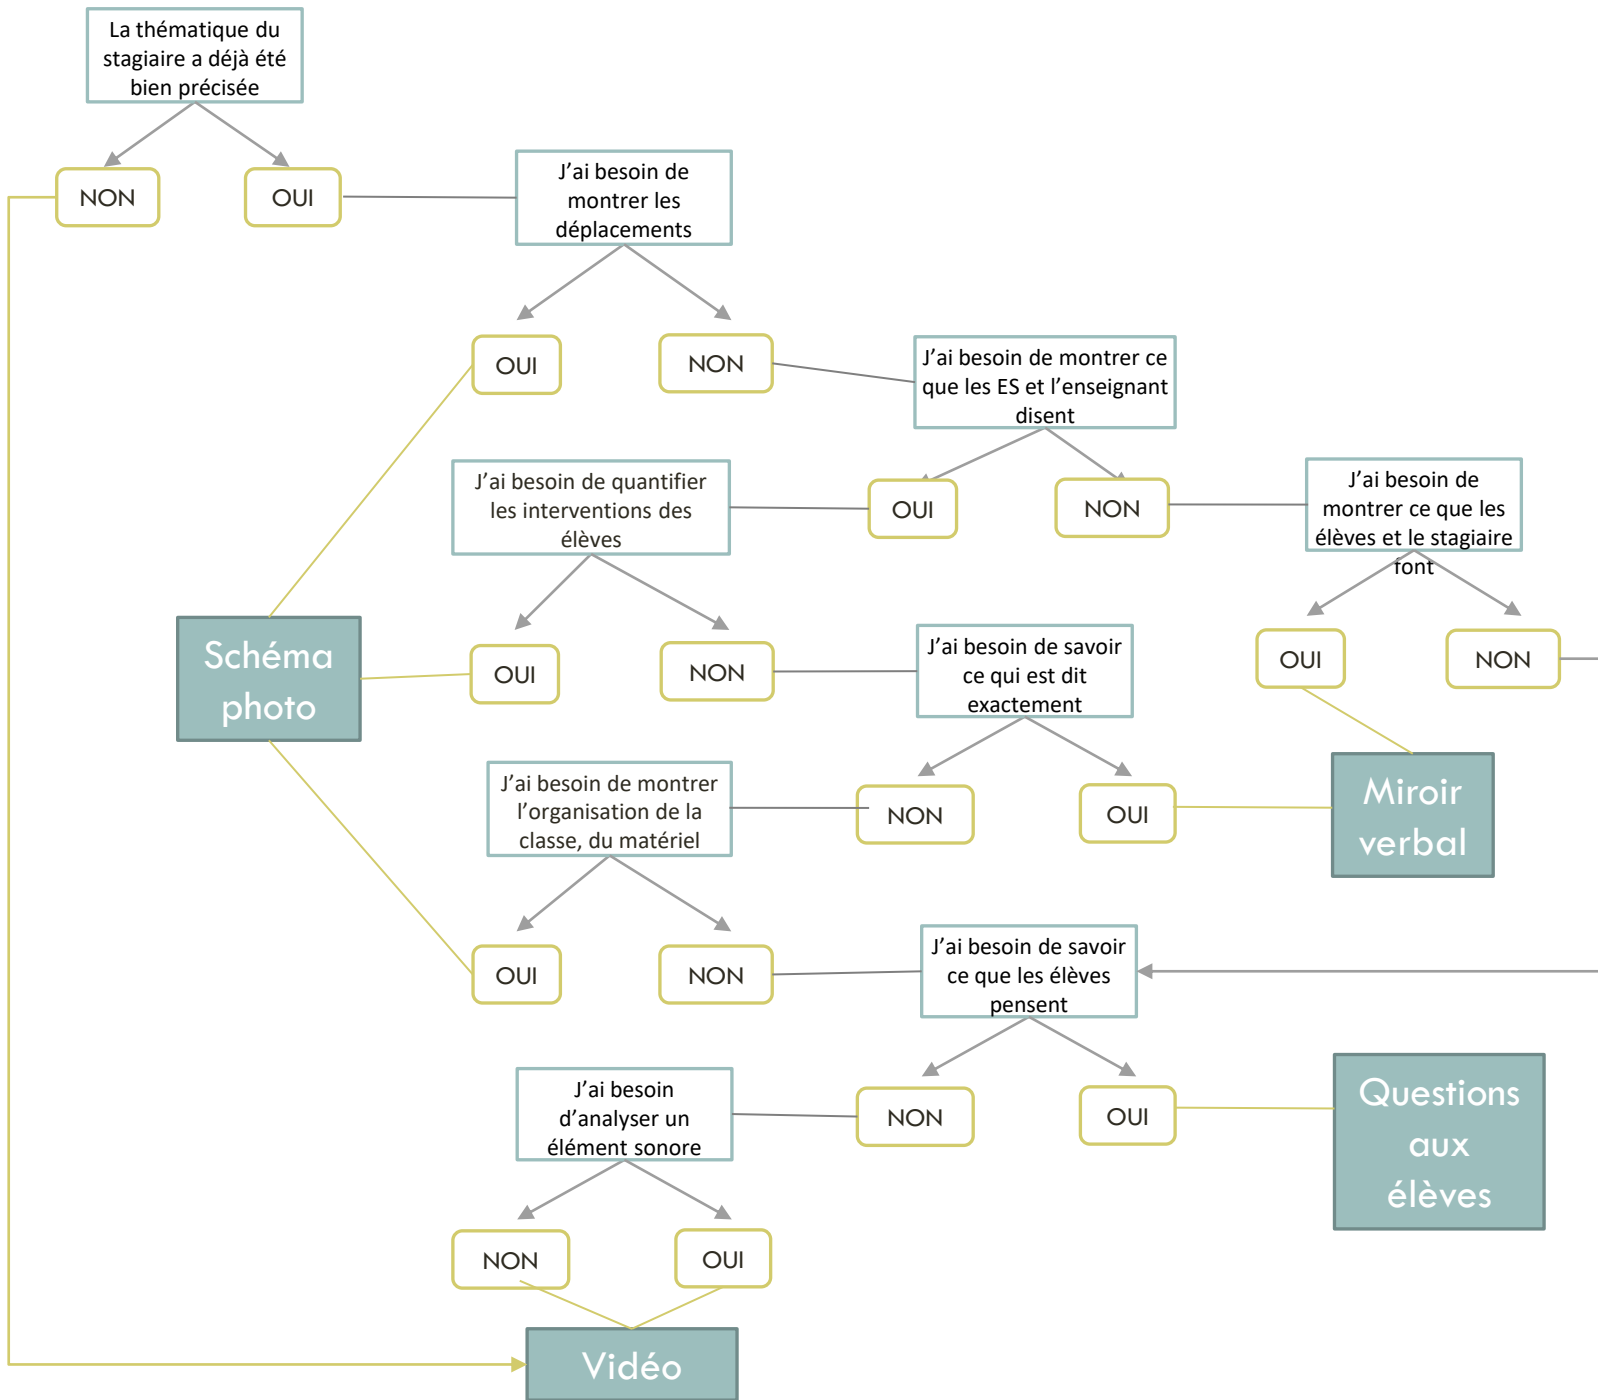 La thématique du
stagiaire a déjà été
bien précisée
NON
OUI
J’ai besoin de
montrer les
déplacements
OUI
NON
J’ai besoin de montrer ce
que les ES et l’enseignant
disent
J’ai besoin de quantifier
les interventions des
élèves
OUI
NON
J’ai besoin de
montrer ce que les
élèves et le stagiaire
font
Schéma
photo
OUI
NON
J’ai besoin de savoir
ce qui est dit
exactement
OUI
NON
J’ai besoin de montrer
l’organisation de la
classe, du matériel
NON
OUI
Miroir
verbal
OUI
NON
J’ai besoin de savoir
ce que les élèves
pensent
J’ai besoin
d’analyser un
élément sonore
NON
OUI
Questions
aux
élèves
NON
OUI
Vidéo